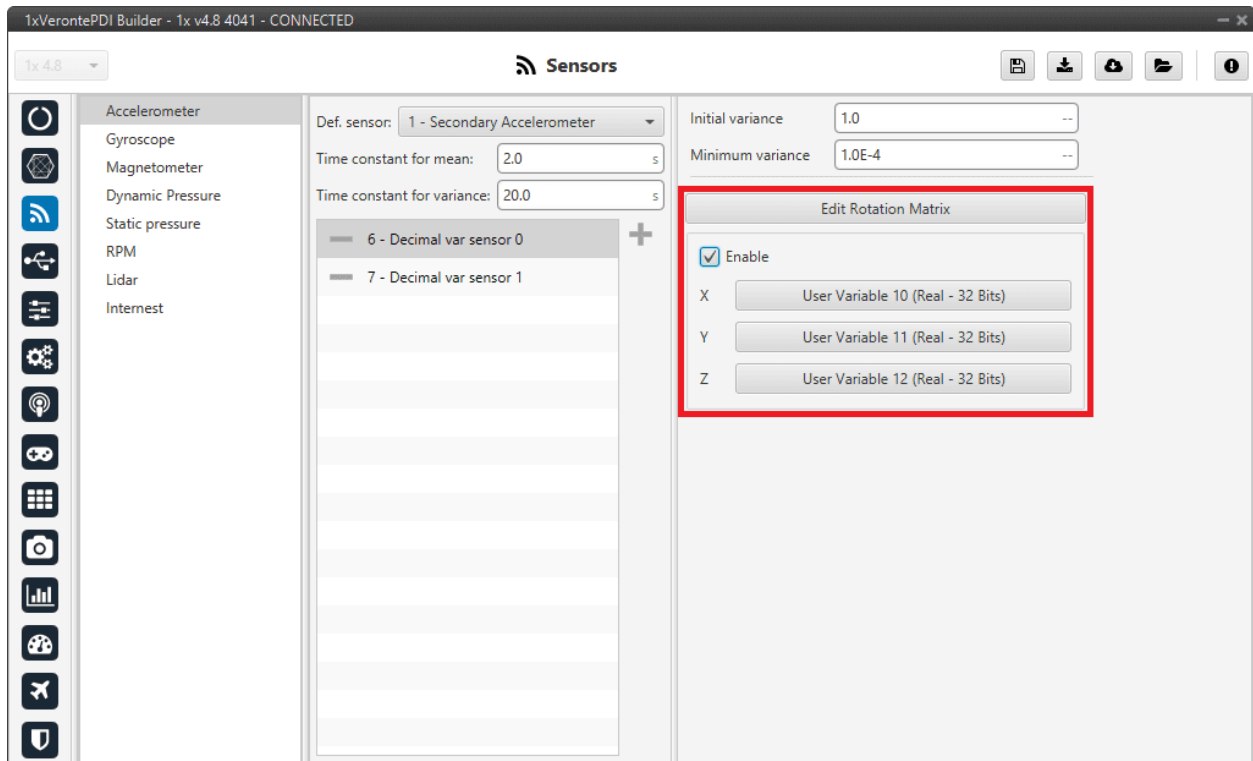 1xVerontePDI Builder - 1x v4.8 4041 - CONNECTED
1x 4.8
Sensors
Accelerometer
Gyroscope
Magnetometer
Dynamic Pressure
Static pressure
RPM
Lidar
Internest
Def. sensor: 1 - Secondary Accelerometer
Time constant for mean: 2.0 s
Time constant for variance: 20.0 s
6 - Decimal var sensor 0
7 - Decimal var sensor 1
Initial variance 1.0 --
Minimum variance 1.0E-4 --
Edit Rotation Matrix
Enable
X User Variable 10 (Real - 32 Bits)
Y User Variable 11 (Real - 32 Bits)
Z User Variable 12 (Real - 32 Bits)